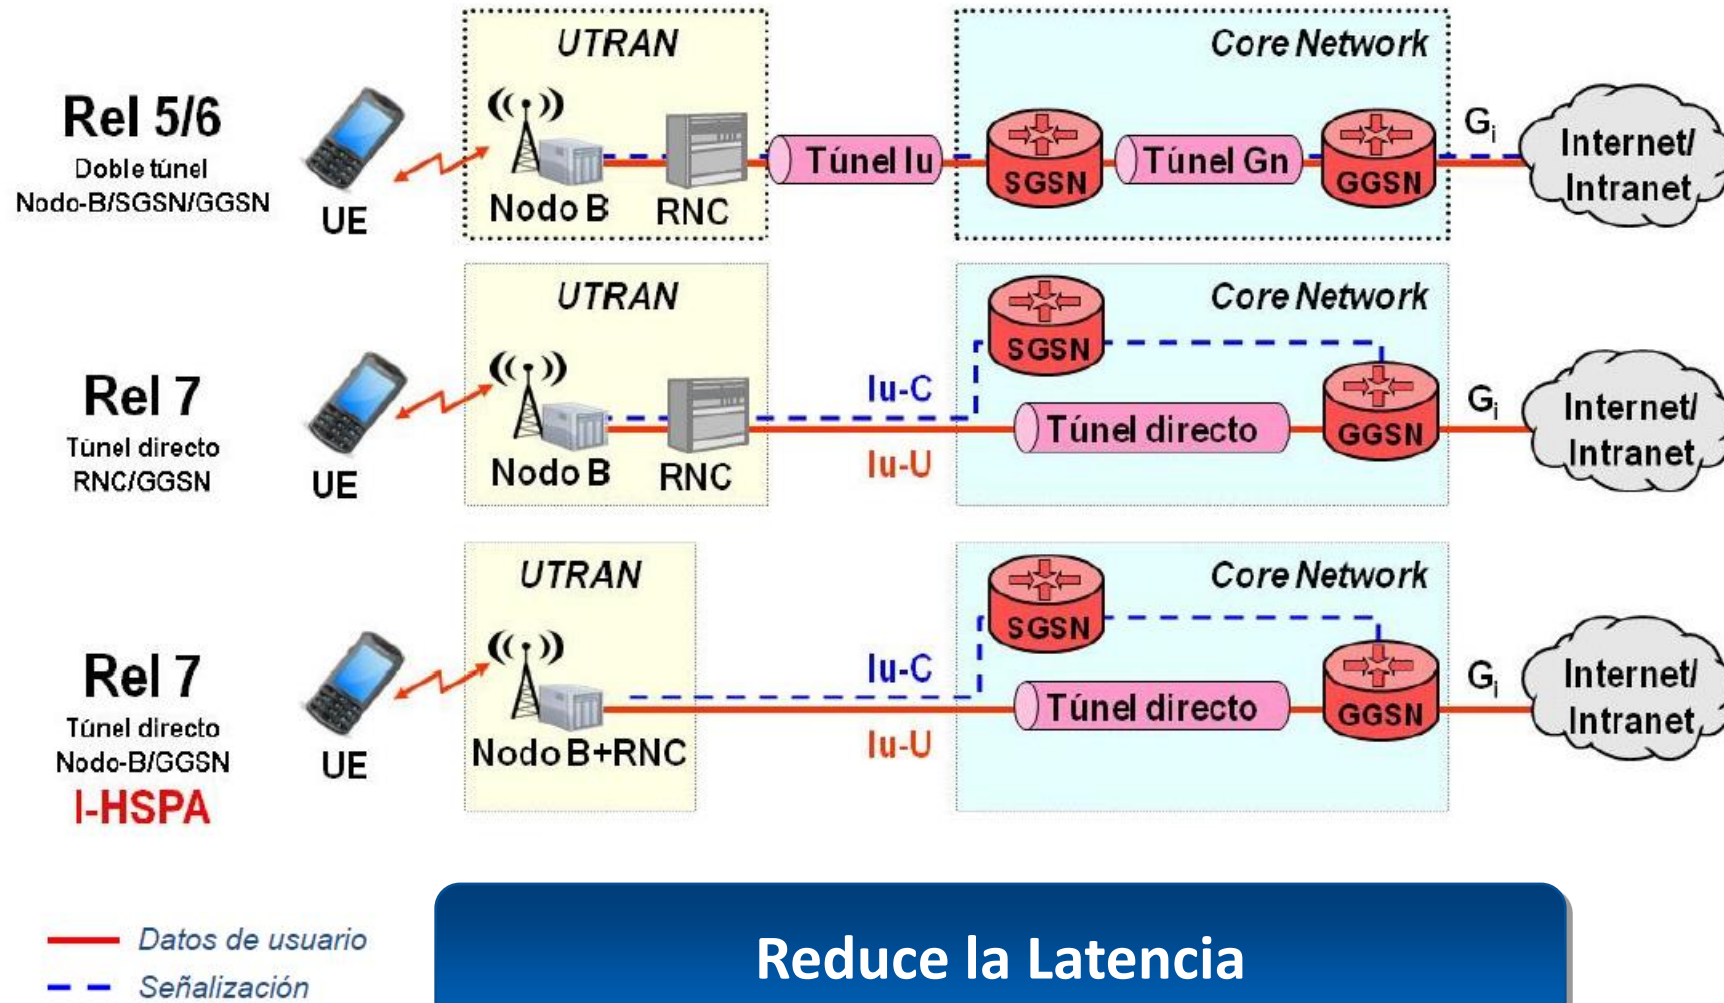 UTRAN
Core Network
Rel 5/6
Doble túnel
Nodo-B/SGSN/GGSN
UE
Nodo B
RNC
Túnel Iu
SGSN
Túnel Gn
GGSN
Gi
Internet/
Intranet
UTRAN
Core Network
Rel 7
Túnel directo
RNC/GGSN
UE
Nodo B
RNC
Iu-C
Iu-U
SGSN
Túnel directo
GGSN
Gi
Internet/
Intranet
UTRAN
Core Network
Rel 7
Túnel directo
Nodo-B/GGSN
I-HSPA
UE
Nodo B+RNC
Iu-C
Iu-U
SGSN
Túnel directo
GGSN
Gi
Internet/
Intranet
Datos de usuario
Señalización
Reduce la Latencia